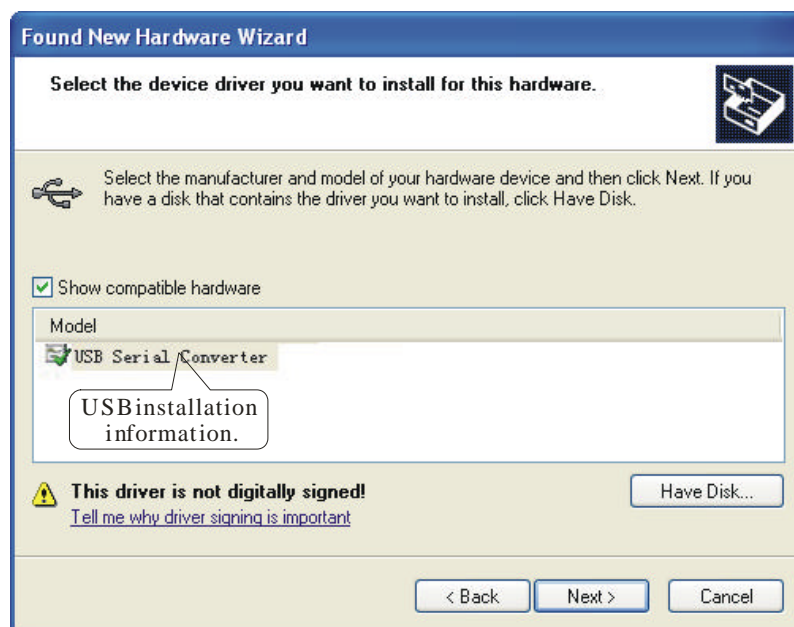 Found New Hardware Wizard
Select the device driver you want to install for this hardware.
Select the manufacturer and model of your hardware device and then click Next. If you
have a disk that contains the driver you want to install, click Have Disk.
Show compatible hardware
Model
USB Serial Converter
USB installation
information.
This driver is not digitally signed!
Tell me why driver signing is important
Have Disk...
< Back
Next >
Cancel